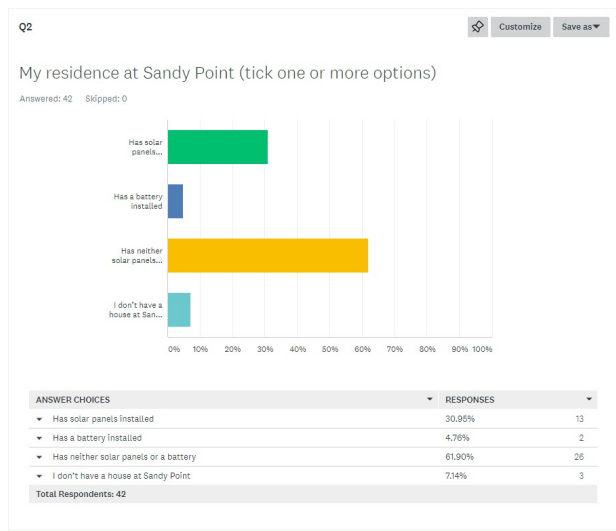 Q2
Customize
Save as
My residence at Sandy Point (tick one or more options)
Answered: 42 Skipped: 0
Has solar
panels...
Has a battery
installed
Has neither
solar panels...
I don't have a
house at San...
0% 10% 20% 30% 40% 50% 60% 70% 80% 90% 100%
ANSWER CHOICES RESPONSES
Has solar panels installed 30.95% 13
Has a battery installed 4.76% 2
Has neither solar panels or a battery 61.90% 26
I don't have a house at Sandy Point 7.14% 3
Total Respondents: 42